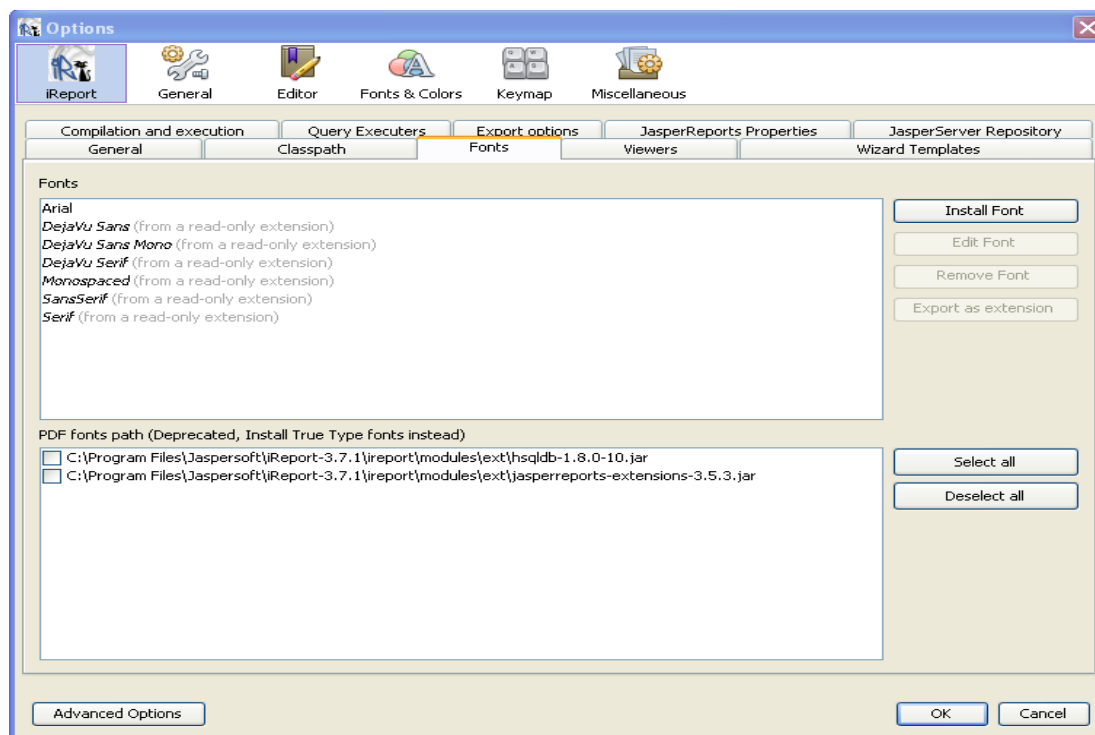 Options
iReport General Editor Fonts & Colors Keymap Miscellaneous
Compilation and execution Query Executers Export options JasperReports Properties JasperServer Repository
General Classpath Fonts Viewers Wizard Templates
Fonts
Arial
DejaVu Sans (from a read-only extension)
DejaVu Sans Mono (from a read-only extension)
DejaVu Serif (from a read-only extension)
Monospaced (from a read-only extension)
SansSerif (from a read-only extension)
Serif (from a read-only extension)
Install Font
Edit Font
Remove Font
Export as extension
PDF fonts path (Deprecated, Install True Type fonts instead)
C:\Program Files\Jaspersoft\iReport-3.7.1\ireport\modules\ext\hsqldb-1.8.0-10.jar
C:\Program Files\Jaspersoft\iReport-3.7.1\ireport\modules\ext\jasperreports-extensions-3.5.3.jar
Select all
Deselect all
Advanced Options OK Cancel